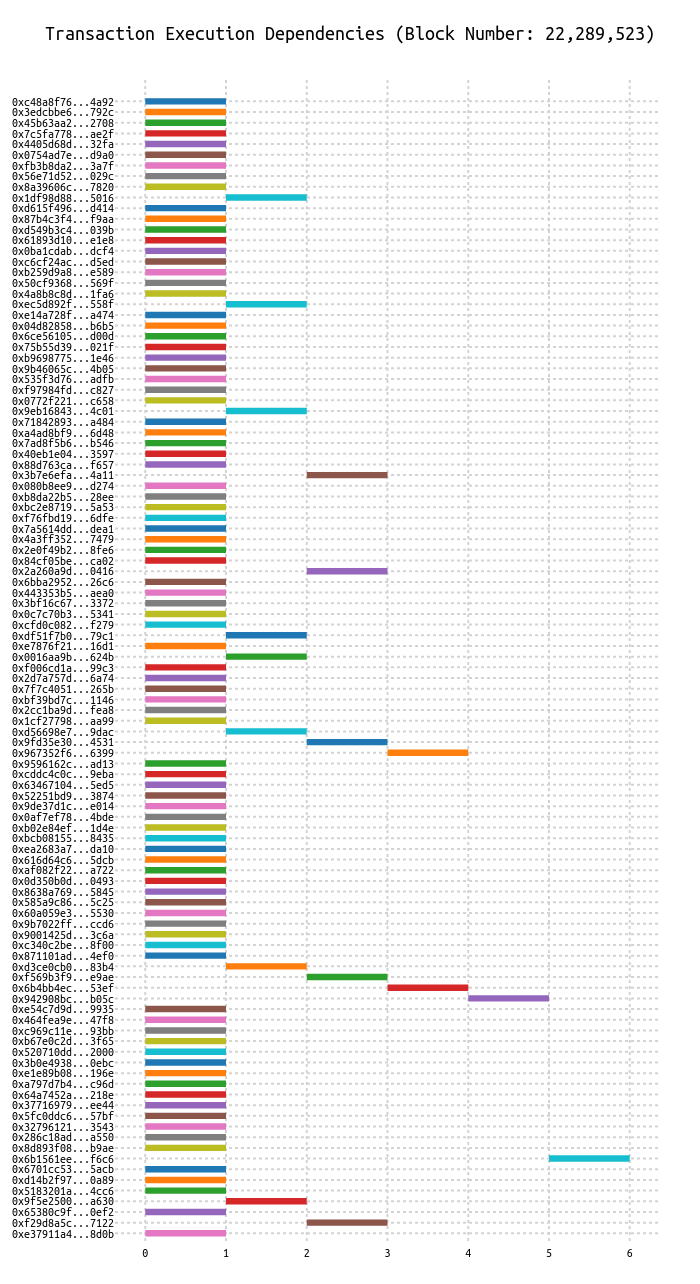 Transaction Execution Dependencies (Block Number: 22,289,523)
0xc48a8f76...4a92
0x3edcbbe6...792c
0x45b63aa2...2708
0x7c5fa778...ae2f
0x4405d68d...32fa
0x0754ad7e...d9a0
0xfb3b8da2...3a7f
0x56e71d52...029c
0x8a39606c...7820
0x1df98d88...5016
0xd615f496...d414
0x87b4c3f4...f9aa
0xd549b3c4...039b
0x61893d10...e1e8
0x0ba1cdab...dcf4
0xc6cf24ac...d5ed
0xb259d9a8...e589
0x50cf9368...569f
0x4a8b8c8d...1fa6
0xec5d892f...558f
0xe14a728f...a474
0x04d82858...b6b5
0x6ce56105...d00d
0x75b55d39...021f
0xb9698775...1e46
0x9b46065c...4b05
0x535f3d76...adfb
0xf97984fd...c827
0x0772f221...c658
0x9eb16843...4c01
0x71842893...a484
0xa4ad8bf9...6d48
0x7ad8f5b6...b546
0x40eb1e04...3597
0x88d763ca...f657
0x3b7e6efa...4a11
0x080b8ee9...d274
0xb8da22b5...28ee
0xbc2e8719...5a53
0xf76fbd19...6dfe
0x7a5614dd...dea1
0x4a3ff352...7479
0x2e0f49b2...8fe6
0x84cf05be...ca02
0x2a260a9d...0416
0x6bba2952...26c6
0x443353b5...aea0
0x3bf16c67...3372
0x0c7c70b3...5341
0xcfd0c082...f279
0xdf51f7b0...79c1
0xe7876f21...16d1
0x0016aa9b...624b
0xf006cd1a...99c3
0x2d7a757d...6a74
0x7f7c4051...265b
0xbf39bd7c...1146
0x2cc1ba9d...fea8
0x1cf27798...aa99
0xd56698e7...9dac
0x9fd35e30...4531
0x967352f6...6399
0x9596162c...ad13
0xcddc4c0c...9eba
0x63467104...5ed5
0x52251bd9...3874
0x9de37d1c...e014
0x0af7ef78...4bde
0xb02e84ef...1d4e
0xbcb08155...8435
0xea2683a7...da10
0x616d64c6...5dcb
0xaf082f22...a722
0x0d350b0d...0493
0x8638a769...5845
0x585a9c86...5c25
0x60a059e3...5530
0x9b7022ff...ccd6
0x9001425d...3c6a
0xc340c2be...8f00
0x871101ad...4ef0
0xd3ce0cb0...83b4
0xf569b3f9...e9ae
0x6b4bb4ec...53ef
0x942908bc...b05c
0xe54c7d9d...9935
0x464fea9e...47f8
0xc969c11e...93bb
0xb67e0c2d...3f65
0x520710dd...2000
0x3b0e4938...0ebc
0xe1e89b08...196e
0xa797d7b4...c96d
0x64a7452a...218e
0x37716979...ee44
0x5fc0ddc6...57bf
0x32796121...3543
0x286c18ad...a550
0x8d893f08...b9ae
0x6b1561ee...f6c6
0x6701cc53...5acb
0xd14b2f97...0a89
0x5183201a...4cc6
0x9f5e2500...a630
0x65380c9f...0ef2
0xf29d8a5c...7122
0xe37911a4...8d0b
0 1 2 3 4 5 6